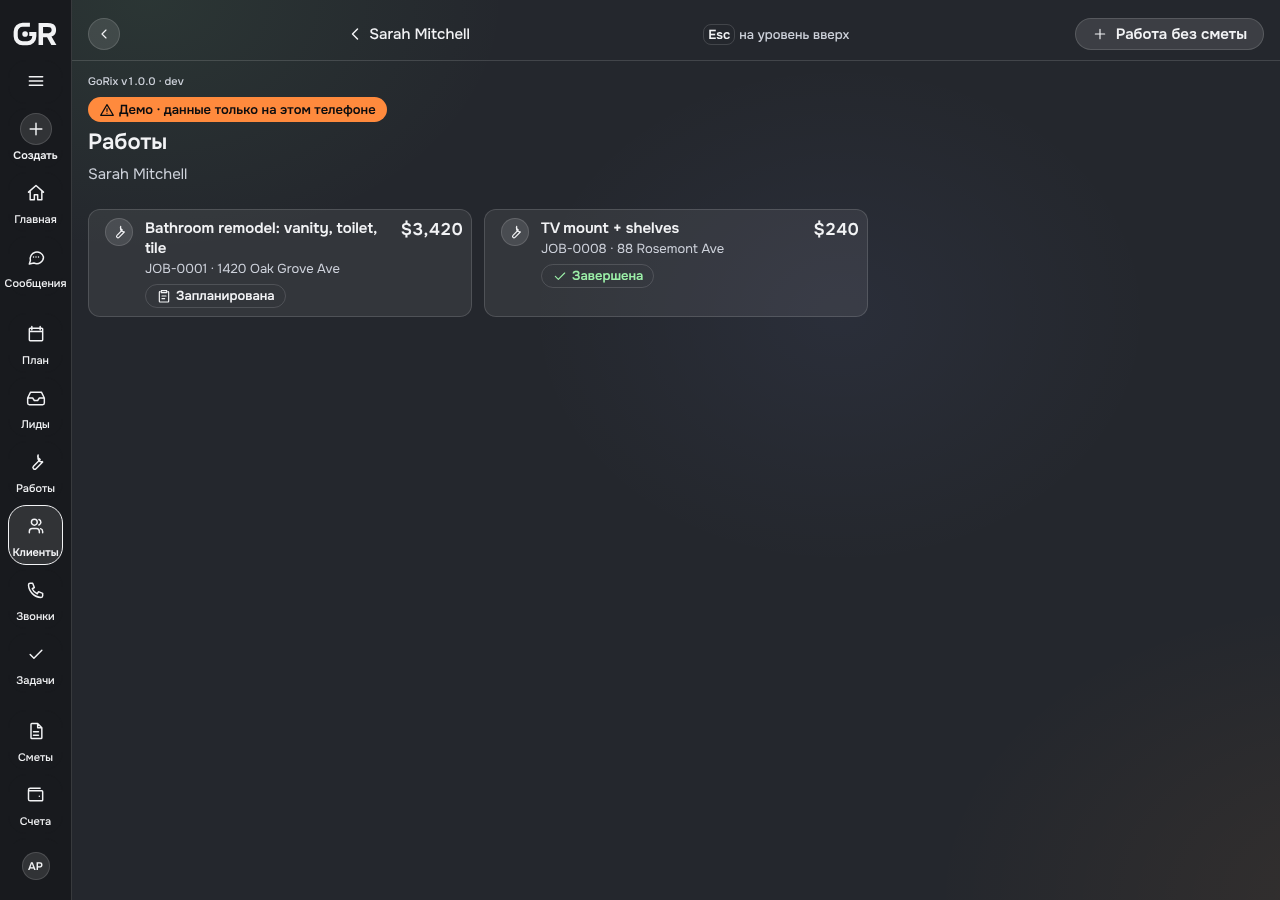 GR
Sarah Mitchell
Esc на уровень вверх
Работа без сметы
GoRix v1.0.0 · dev
Демо · данные только на этом телефоне
Работы
Sarah Mitchell
Bathroom remodel: vanity, toilet, tile
$3,420
JOB-0001 · 1420 Oak Grove Ave
Запланирована
TV mount + shelves
$240
JOB-0008 · 88 Rosemont Ave
Завершена
Создать
Главная
Сообщения
План
Лиды
Работы
Клиенты
Звонки
Задачи
Сметы
Счета
AP